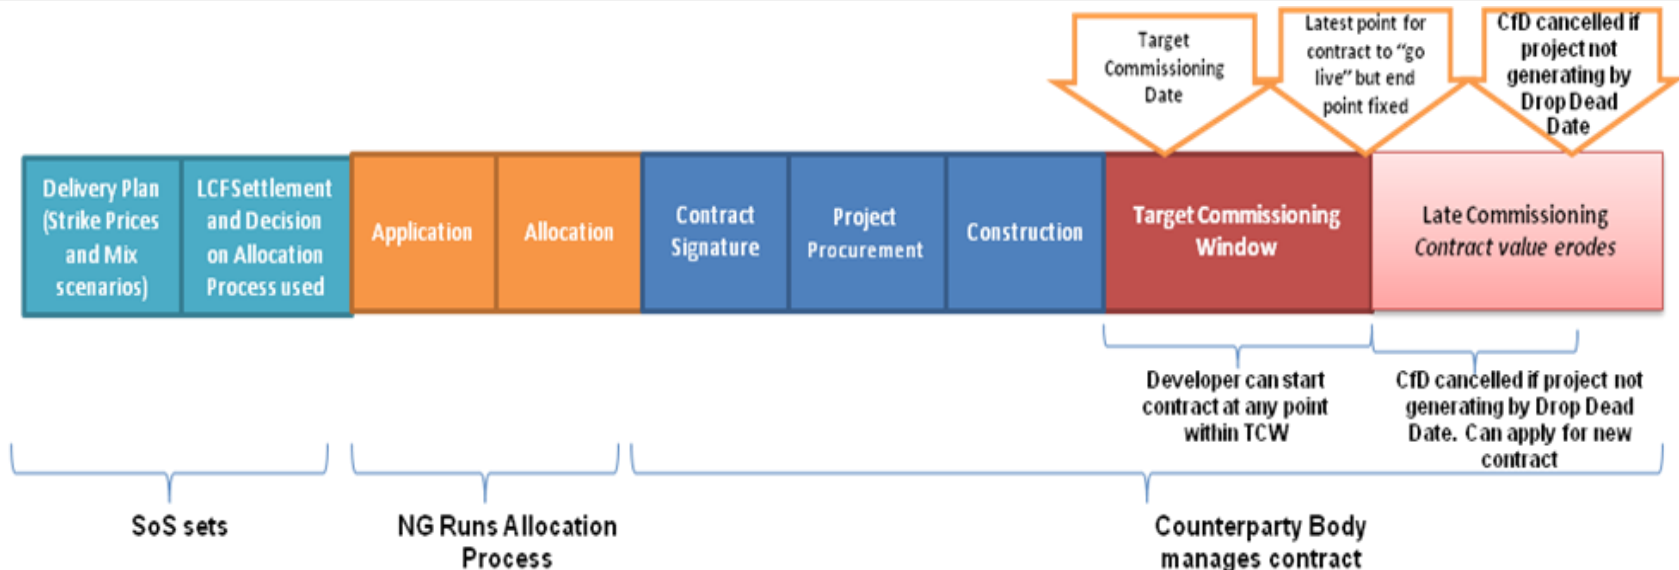 Target
Commissioning
Date
Latest point for
contract to “go
live” but end
point fixed
CfD cancelled if
project not
generating by
Drop Dead
Date
Delivery Plan
(Strike Prices
and Mix
scenarios)
LCFSettlement
and Decision
on Allocation
Process used
Application
Allocation
Contract
Signature
Project
Procurement
Construction
Target Commissioning
Window
Late Commissioning
Contract value erodes
Developer can start
contract at any point
within TCW
CfD cancelled if project not
generating by Drop Dead
Date. Can apply for new
contract
SoS sets
NG Runs Allocation
Process
Counterparty Body
manages contract